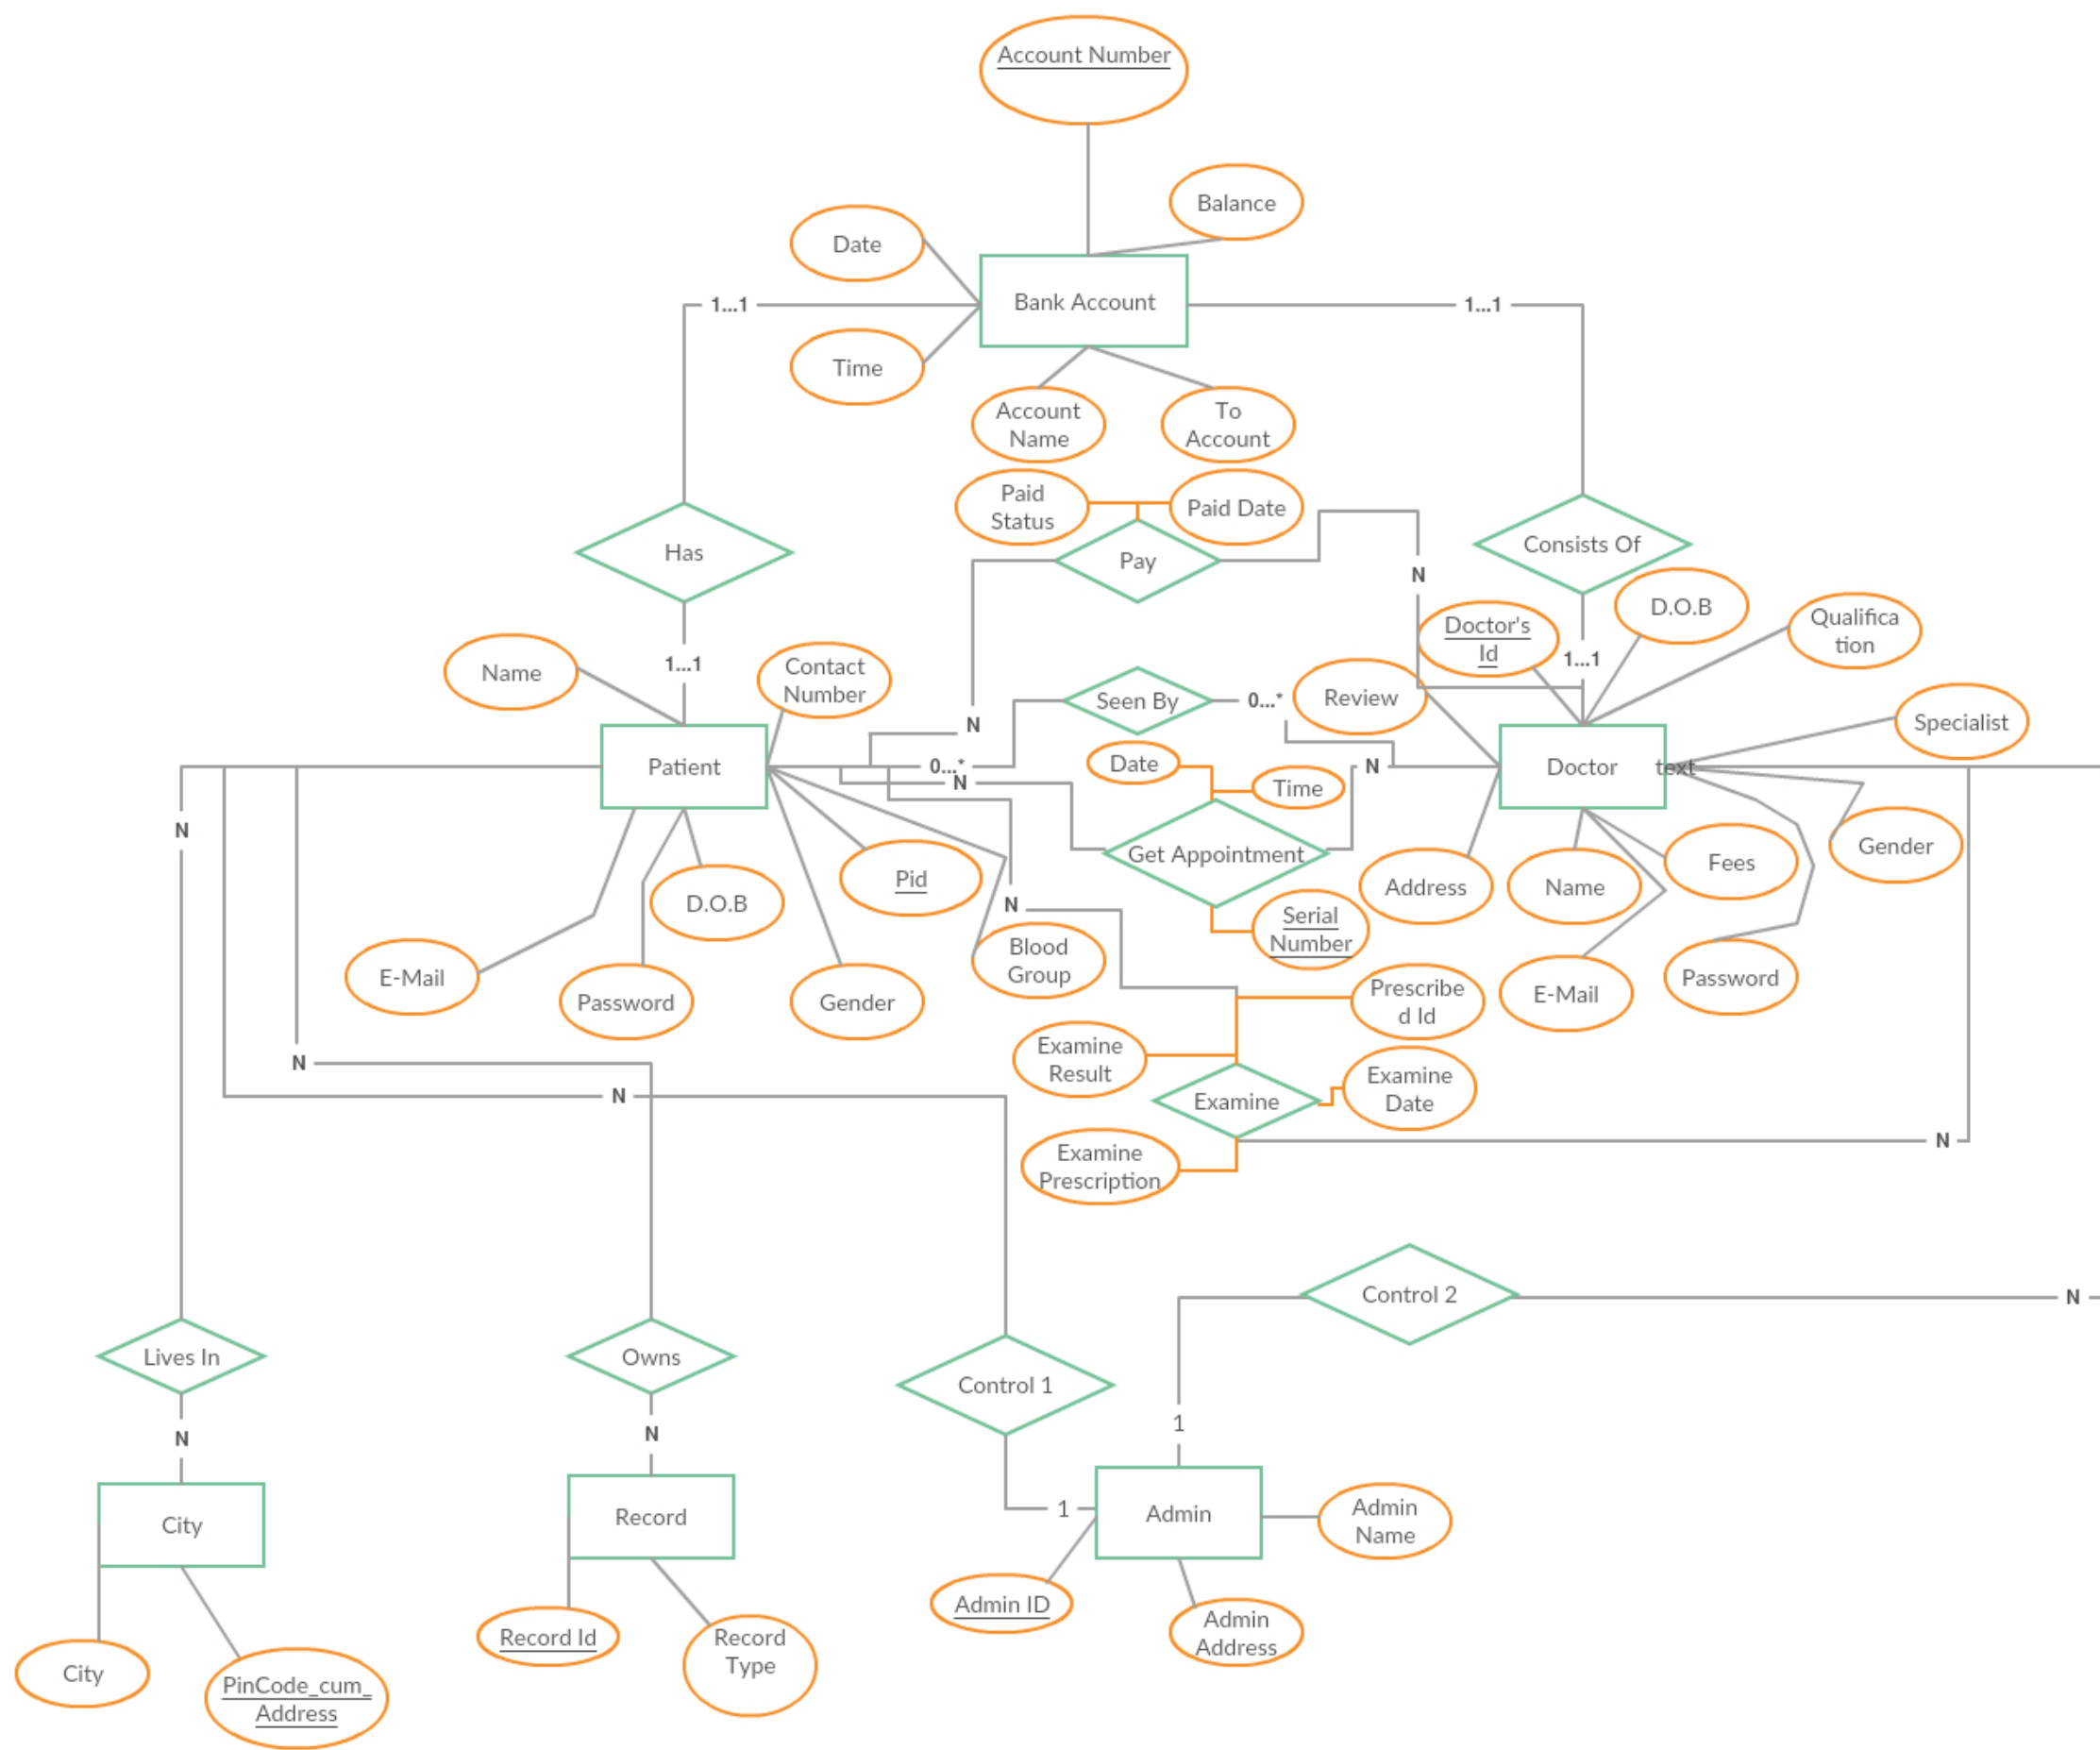 Account Number
Balance
Date
Bank Account
1...1
1...1
Time
Account
Name
To
Account
Paid
Status
Paid Date
Has
Pay
Consists Of
N
D.O.B
Qualifica
tion
Doctor's
Id
1...1
1...1
Name
Contact
Number
Seen By
0...*
Review
Specialist
N
Patient
0...*
N
Date
Time
N
Doctor
text
N
Pid
Get Appointment
Address
Name
Fees
Gender
D.O.B
N
Serial
Number
E-Mail
Password
Gender
Blood
Group
Prescribe
d Id
E-Mail
Password
Examine
Result
Examine
Date
N
N
Examine
N
Examine
Prescription
Control 2
N
Lives In
Owns
Control 1
N
N
1
1
City
Record
Admin
Admin
Name
Admin ID
Admin
Address
Record Id
Record
Type
City
PinCode_cum_
Address